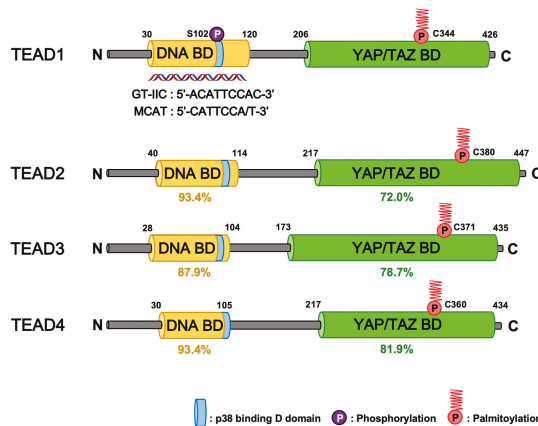 30 S102 P 120 206 P C344 426
TEAD1 N DNA BD YAP/TAZ BD C
GT-IIC : 5'-ACATTCCAC-3'
MCAT : 5'-CATTCCA/T-3'
40 114 217 P C380 447
TEAD2 N DNA BD YAP/TAZ BD C
93.4% 72.0%
28 104 173 P C371 435
TEAD3 N DNA BD YAP/TAZ BD C
87.9% 78.7%
30 105 217 P C360 434
TEAD4 N DNA BD YAP/TAZ BD C
93.4% 81.9%
: p38 binding D domain P : Phosphorylation P : Palmitoylation